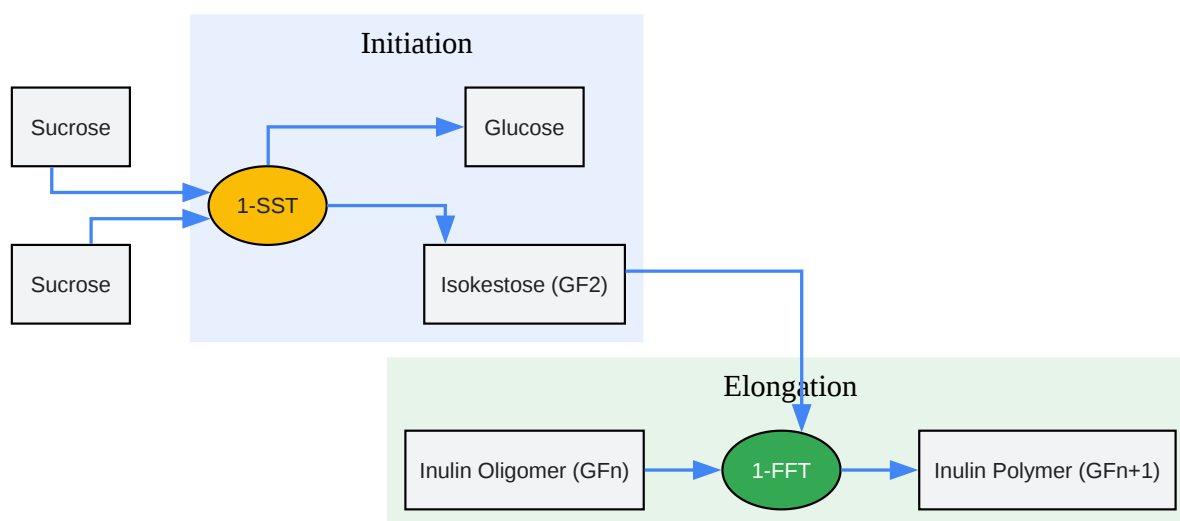 Initiation
Sucrose
Glucose
1-SST
Sucrose
Isokestose (GF2)
Elongation
Inulin Oligomer (GFn)
1-FFT
Inulin Polymer (GFn+1)